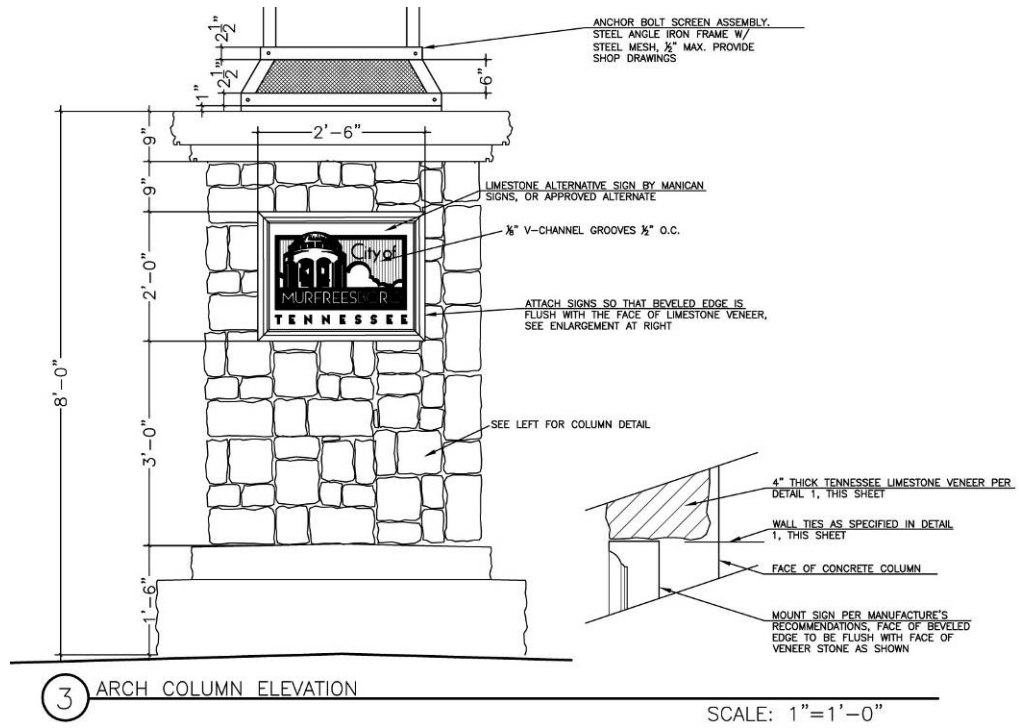 ANCHOR BOLT SCREEN ASSEMBLY.
STEEL ANGLE IRON FRAME W/
STEEL MESH, ½" MAX. PROVIDE
SHOP DRAWINGS
2½"
2½"
1"
6"
2'-6"
9"
9"
2'-0"
3'-0"
1'-6"
8'-0"
LIMESTONE ALTERNATIVE SIGN BY MANICAN
SIGNS, OR APPROVED ALTERNATE
⅛" V-CHANNEL GROOVES ½" O.C.
City of
MURFREESBORO
TENNESSEE
ATTACH SIGNS SO THAT BEVELED EDGE IS
FLUSH WITH THE FACE OF LIMESTONE VENEER,
SEE ENLARGEMENT AT RIGHT
SEE LEFT FOR COLUMN DETAIL
4" THICK TENNESSEE LIMESTONE VENEER PER
DETAIL 1, THIS SHEET
WALL TIES AS SPECIFIED IN DETAIL
1, THIS SHEET
FACE OF CONCRETE COLUMN
MOUNT SIGN PER MANUFACTURE'S
RECOMMENDATIONS, FACE OF BEVELED
EDGE TO BE FLUSH WITH FACE OF
VENEER STONE AS SHOWN
3 ARCH COLUMN ELEVATION
SCALE: 1"=1'-0"